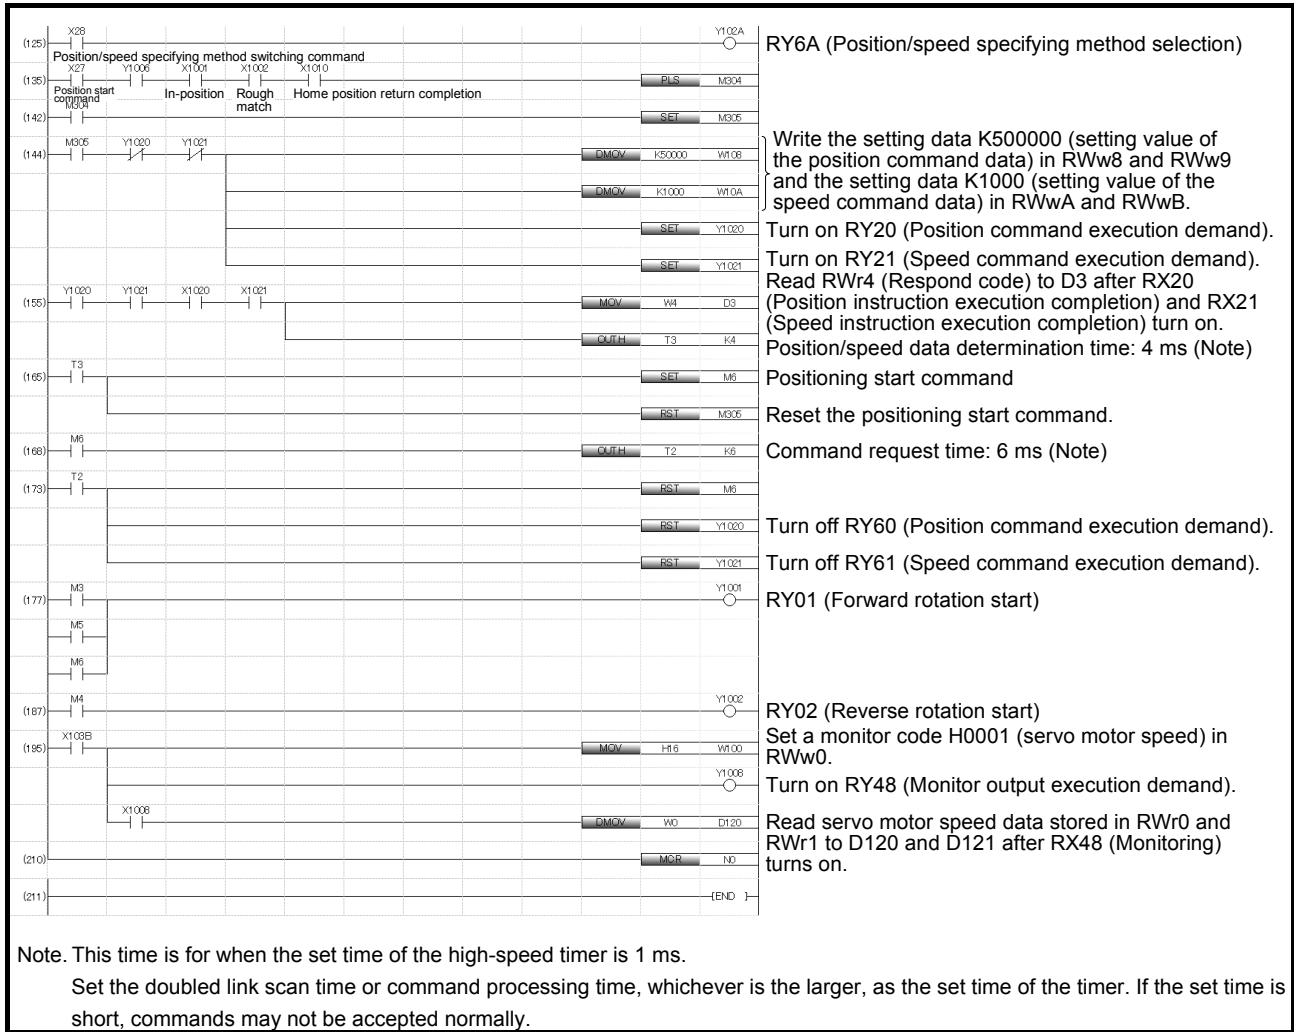 X28 Y102A
(125) RY6A (Position/speed specifying method selection)
Position/speed specifying method switching command
X27 Y1006 X1001 X1002 X1010
(135) PLS M304
Position start command In-position Rough match Home position return completion
M304
(142) SET M305
M305 Y1020 Y1021
(144) DMOV K50000 W108
Write the setting data K500000 (setting value of
the position command data) in RWw8 and RWw9
and the setting data K1000 (setting value of the
speed command data) in RWwA and RWwB.
DMOV K1000 W10A
SET Y1020 Turn on RY20 (Position command execution demand).
SET Y1021 Turn on RY21 (Speed command execution demand).
Y1020 Y1021 X1020 X1021
(155) MOV W4 D3
Read RWr4 (Respond code) to D3 after RX20
(Position instruction execution completion) and RX21
(Speed instruction execution completion) turn on.
OUTH T3 K4
Position/speed data determination time: 4 ms (Note)
T3
(165) SET M6 Positioning start command
RST M305 Reset the positioning start command.
M6
(168) OUTH T2 K6 Command request time: 6 ms (Note)
T2
(173) RST M6
RST Y1020 Turn off RY60 (Position command execution demand).
RST Y1021 Turn off RY61 (Speed command execution demand).
M3 Y1001
(177) RY01 (Forward rotation start)
M5
M6
M4 Y1002
(187) RY02 (Reverse rotation start)
X103B
(195) MOV H16 W100
Set a monitor code H0001 (servo motor speed) in
RWw0.
Y1008
Turn on RY48 (Monitor output execution demand).
X1008
DMOV W0 D120
Read servo motor speed data stored in RWr0 and
RWr1 to D120 and D121 after RX48 (Monitoring)
turns on.
(210) MCR N0
(211) [END ]
Note. This time is for when the set time of the high-speed timer is 1 ms.
Set the doubled link scan time or command processing time, whichever is the larger, as the set time of the timer. If the set time is
short, commands may not be accepted normally.